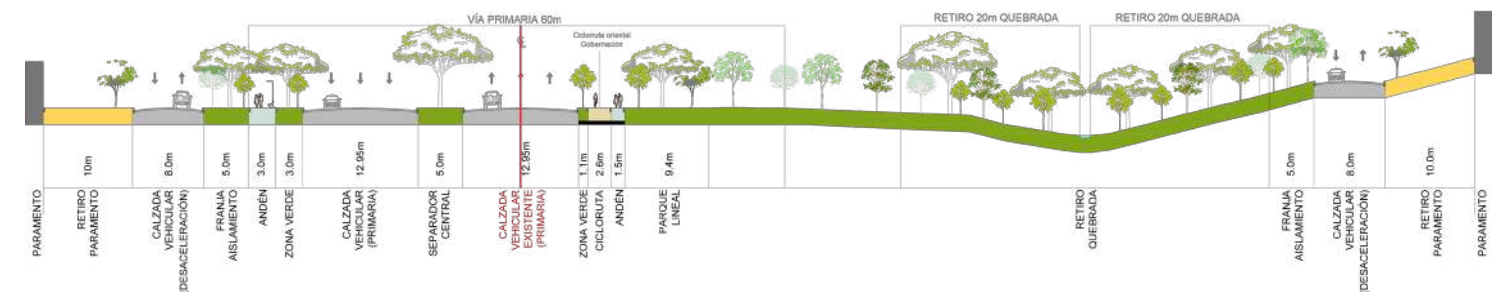 VÍA PRIMARIA 60m
RETIRO 20m QUEBRADA
RETIRO 20m QUEBRADA
Ciclorruta oriental
Gobernación
10m
8.0m
5.0m
3.0m
3.0m
12.95m
5.0m
12.95m
1.1m
2.6m
1.5m
9.4m
5.0m
8.0m
10.0m
PARAMENTO
RETIRO
PARAMENTO
CALZADA
VEHICULAR
(DESACELERACIÓN)
FRANJA
AISLAMIENTO
ANDÉN
ZONA VERDE
CALZADA
VEHICULAR
(PRIMARIA)
SEPARADOR
CENTRAL
CALZADA
VEHICULAR
EXISTENTE
(PRIMARIA)
ZONA VERDE
CICLORUTA
ANDÉN
PARQUE
LINEAL
RETIRO
QUEBRADA
FRANJA
AISLAMIENTO
CALZADA
VEHICULAR
(DESACELERACIÓN)
RETIRO
PARAMENTO
PARAMENTO